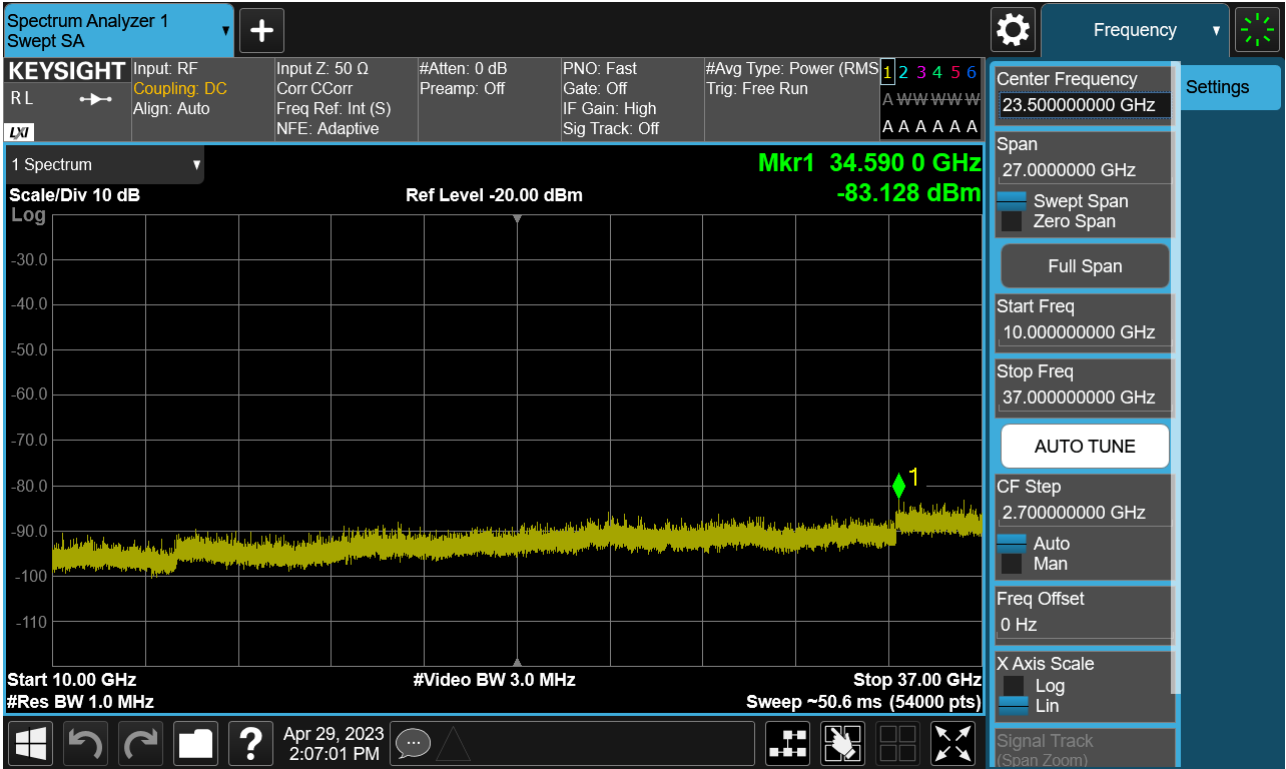 Spectrum Analyzer 1
Swept SA
+
Frequency
KEYSIGHT
R L
LXI
Input: RF
Coupling: DC
Align: Auto
Input Z: 50 Ω
Corr CCorr
Freq Ref: Int (S)
NFE: Adaptive
#Atten: 0 dB
Preamp: Off
PNO: Fast
Gate: Off
IF Gain: High
Sig Track: Off
#Avg Type: Power (RMS
Trig: Free Run
1 2 3 4 5 6
A W W W W W
A A A A A A
1 Spectrum
Scale/Div 10 dB
Ref Level -20.00 dBm
Mkr1 34.590 0 GHz
-83.128 dBm
Log
-30.0
-40.0
-50.0
-60.0
-70.0
-80.0
-90.0
-100
-110
1
Start 10.00 GHz
#Video BW 3.0 MHz
Stop 37.00 GHz
#Res BW 1.0 MHz
Sweep ~50.6 ms (54000 pts)
?
Apr 29, 2023
2:07:01 PM
Center Frequency
23.500000000 GHz
Span
27.0000000 GHz
Swept Span
Zero Span
Full Span
Start Freq
10.000000000 GHz
Stop Freq
37.000000000 GHz
AUTO TUNE
CF Step
2.700000000 GHz
Auto
Man
Freq Offset
0 Hz
X Axis Scale
Log
Lin
Signal Track
(Span Zoom)
Settings